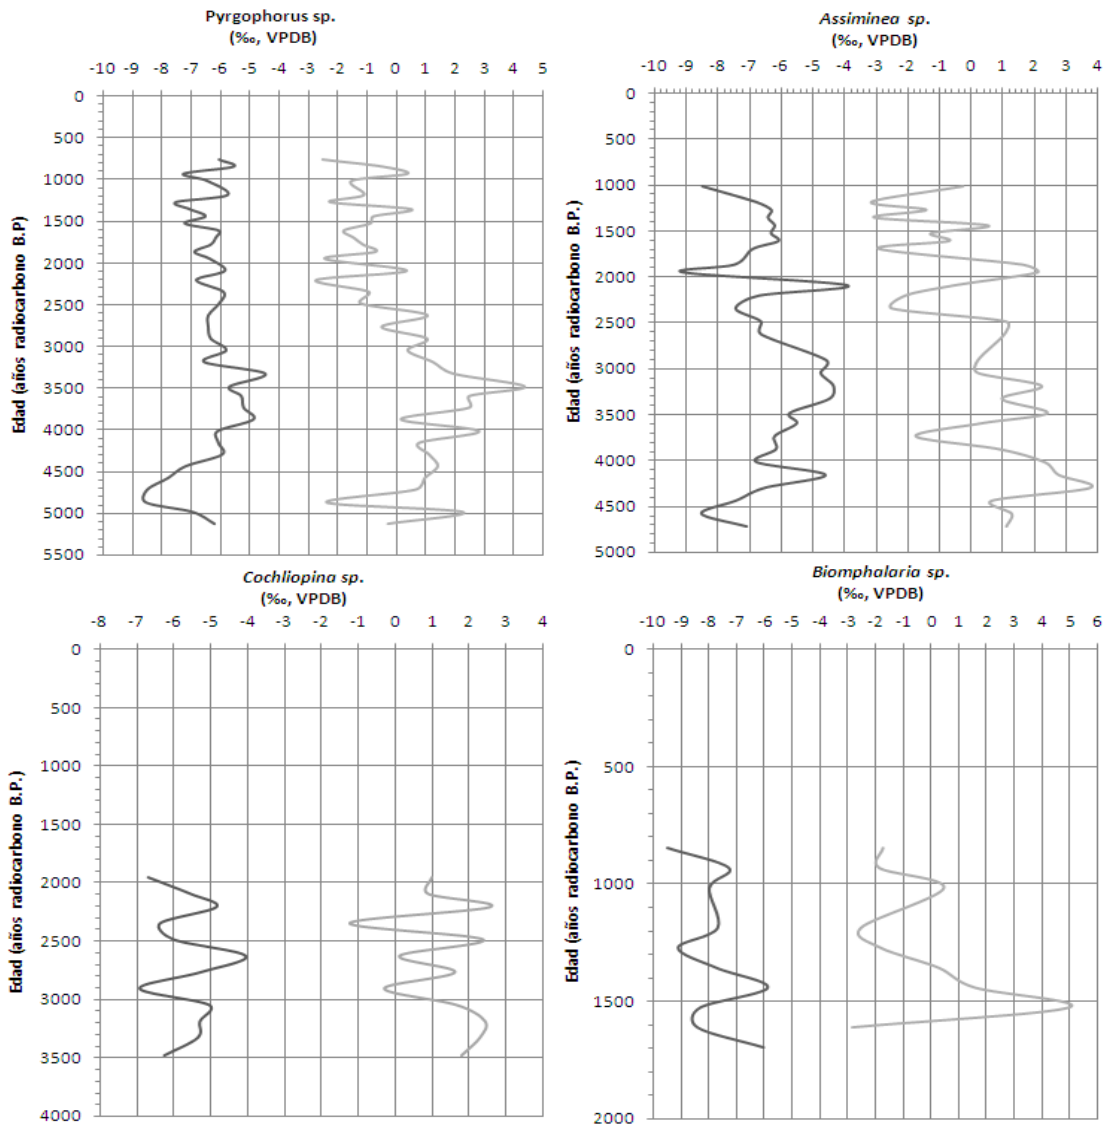 Pyrgophorus sp.
(‰, VPDB)
-10 -9 -8 -7 -6 -5 -4 -3 -2 -1 0 1 2 3 4 5
0
500
1000
1500
2000
2500
3000
3500
4000
4500
5000
5500
Edad (años radiocarbono B.P)
Assiminea sp.
(‰, VPDB)
-10 -9 -8 -7 -6 -5 -4 -3 -2 -1 0 1 2 3 4
0
500
1000
1500
2000
2500
3000
3500
4000
4500
5000
Edad (años radiocarbono B.P.)
Cochliopina sp.
(‰, VPDB)
-8 -7 -6 -5 -4 -3 -2 -1 0 1 2 3 4
0
500
1000
1500
2000
2500
3000
3500
4000
Edad (años radiocarbono B.P.)
Biomphalaria sp.
(‰, VPDB)
-10 -9 -8 -7 -6 -5 -4 -3 -2 -1 0 1 2 3 4 5 6
0
500
1000
1500
2000
Edad (años radiocarbono B.P.)